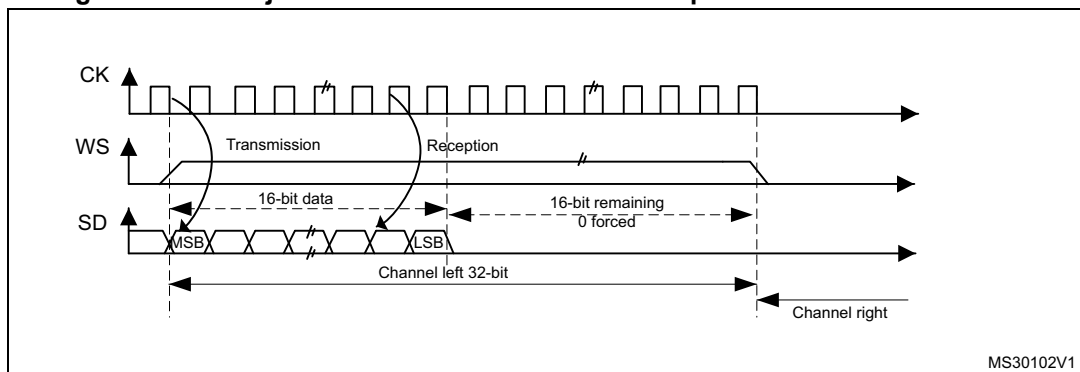 CK
WS
Transmission
Reception
16-bit data
16-bit remaining
0 forced
SD
MSB
LSB
Channel left 32-bit
Channel right
MS30102V1